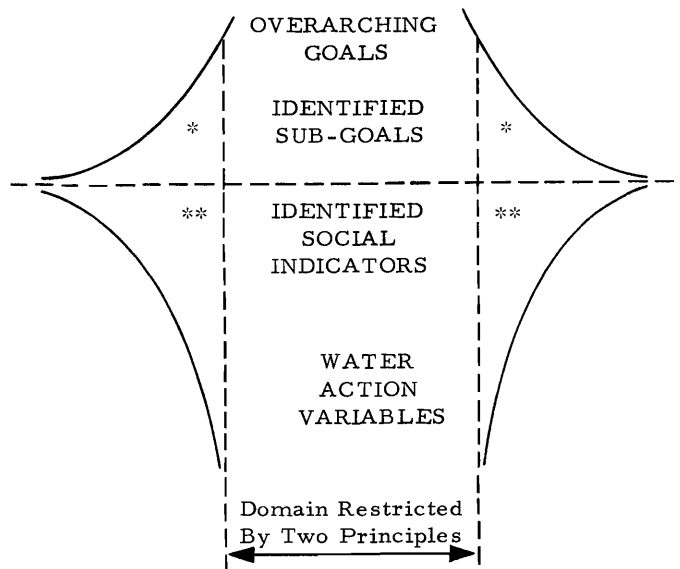 OVERARCHING
GOALS
IDENTIFIED
SUB-GOALS
* *
** IDENTIFIED **
SOCIAL
INDICATORS
WATER
ACTION
VARIABLES
Domain Restricted
By Two Principles